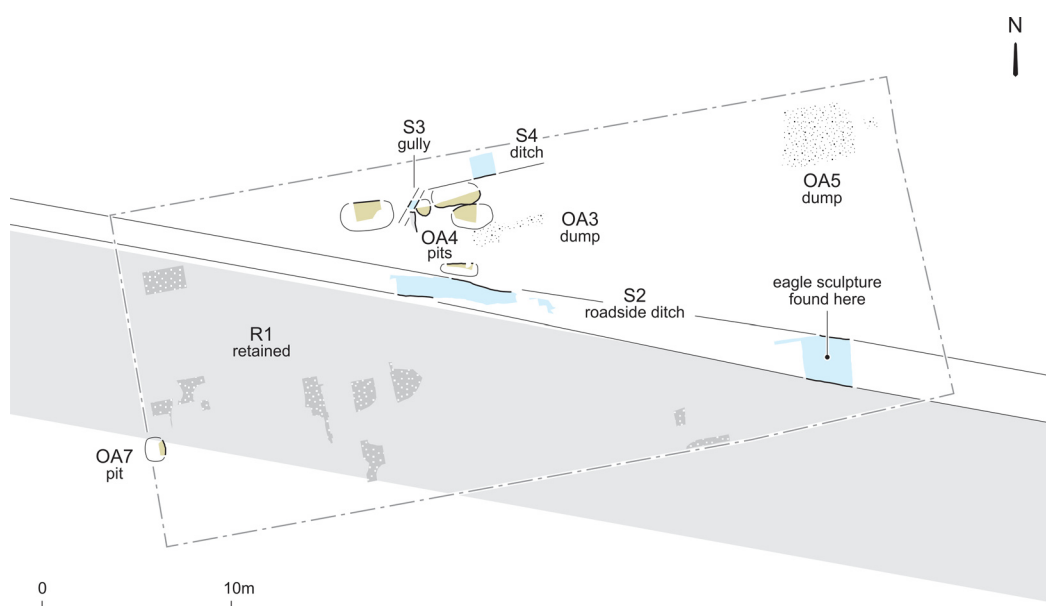 N
S3
gully
S4
ditch
OA5
dump
OA3
dump
OA4
pits
eagle sculpture
found here
S2
roadside ditch
R1
retained
OA7
pit
0
10m